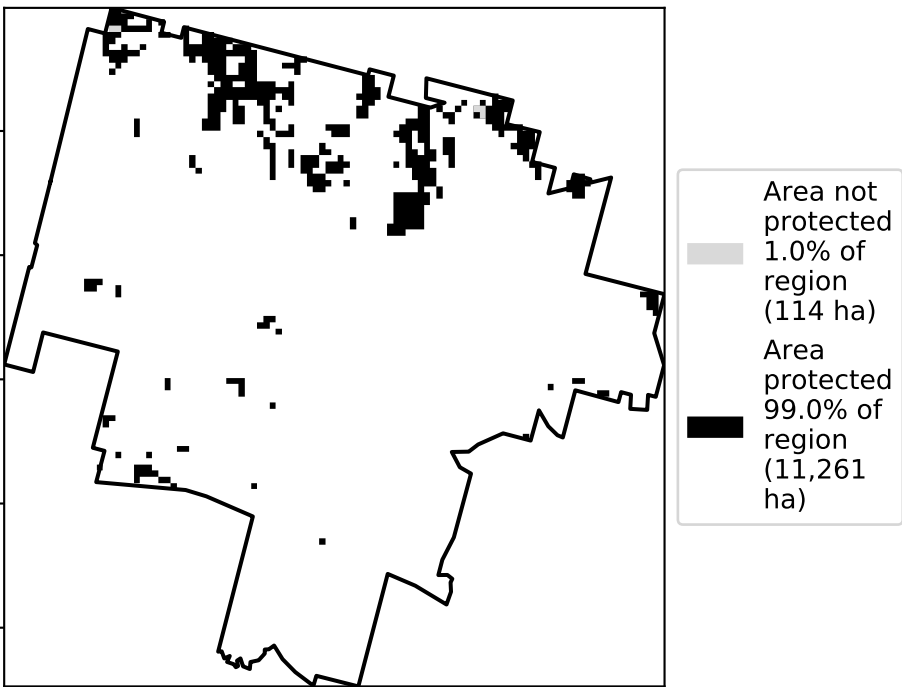 Area not
protected
1.0% of
region
(114 ha)
Area
protected
99.0% of
region
(11,261
ha)